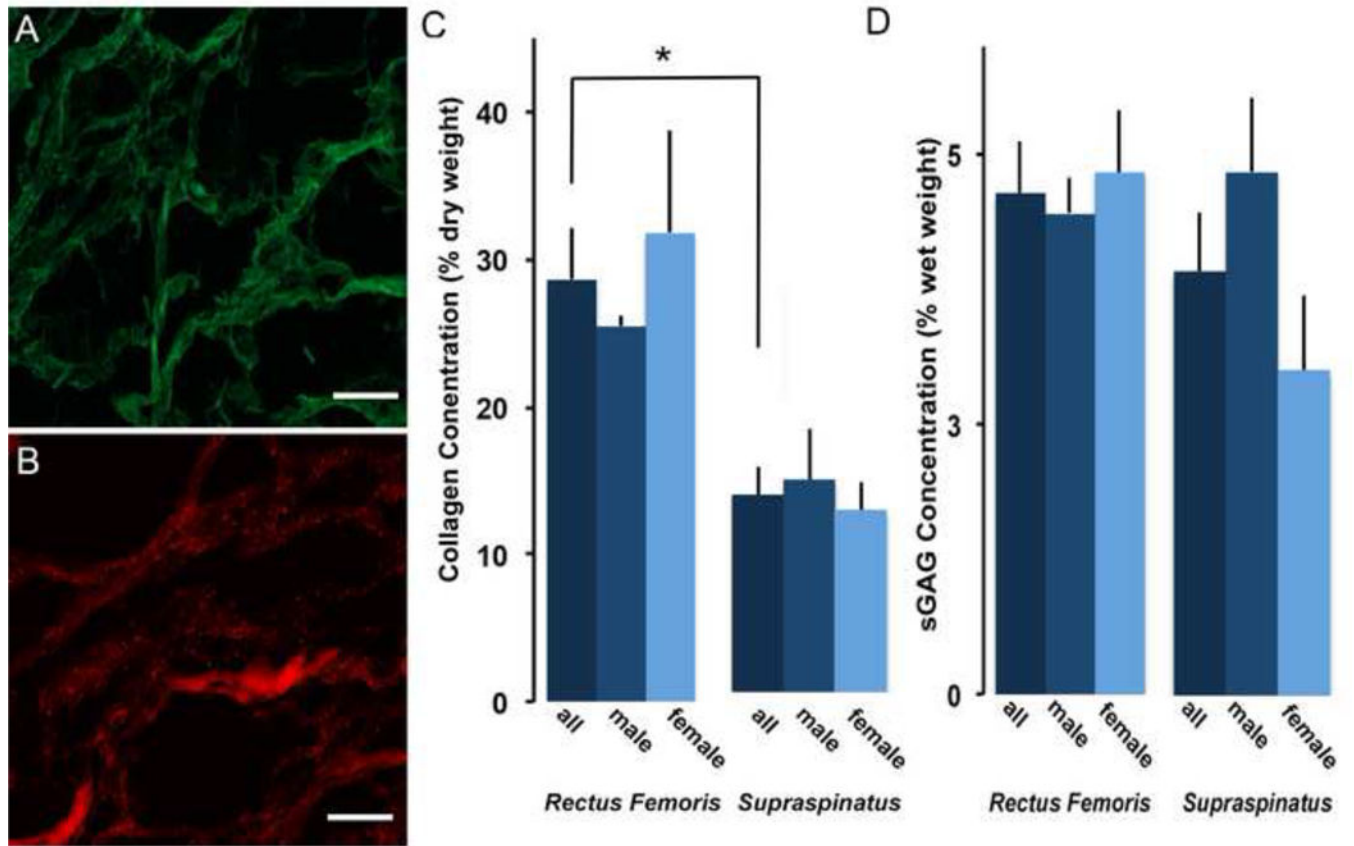 A
B
C
Collagen Conentration (% dry weight)
40
30
20
10
0
*
all
male
female
all
male
female
Rectus Femoris
Supraspinatus
D
sGAG Concentration (% wet weight)
5
3
0
all
male
female
all
male
female
Rectus Femoris
Supraspinatus